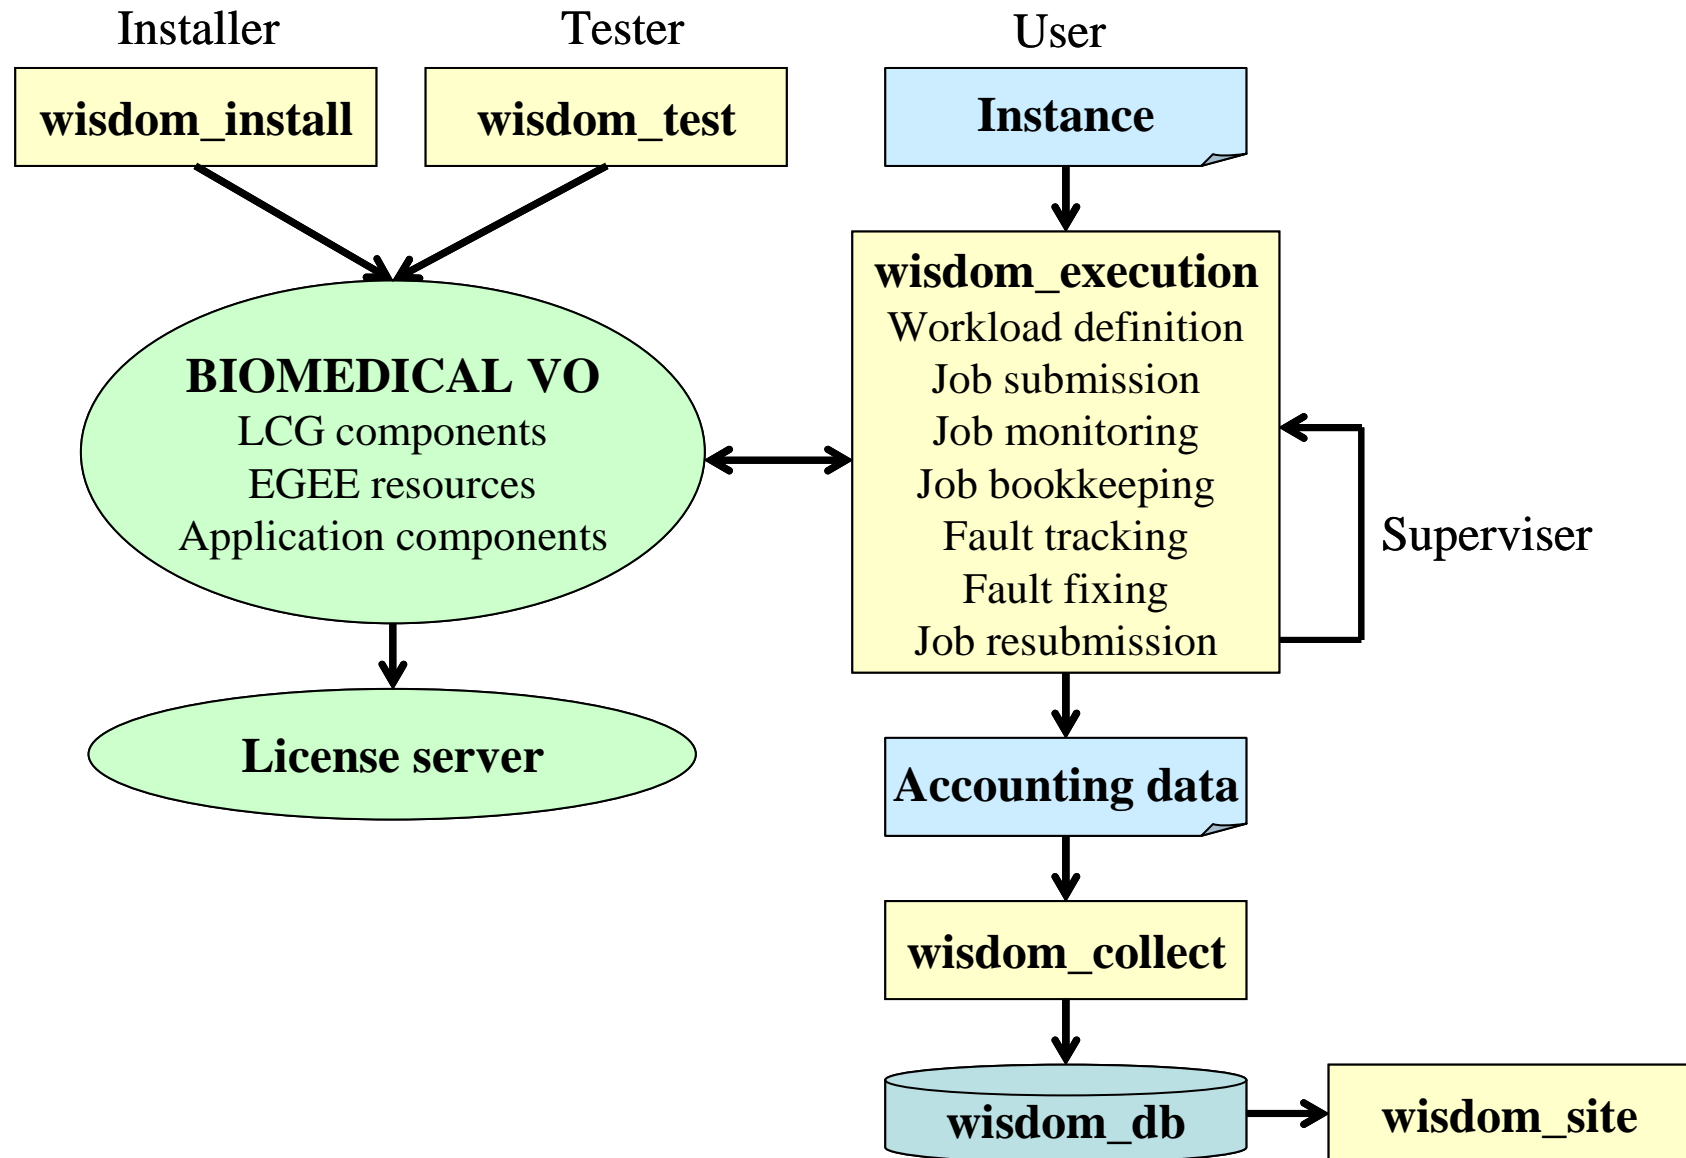 Installer
Tester
User
wisdom_install
wisdom_test
Instance
BIOMEDICAL VO
LCG components
EGEE resources
Application components
License server
wisdom_execution
Workload definition
Job submission
Job monitoring
Job bookkeeping
Fault tracking
Fault fixing
Job resubmission
Superviser
Accounting data
wisdom_collect
wisdom_db
wisdom_site